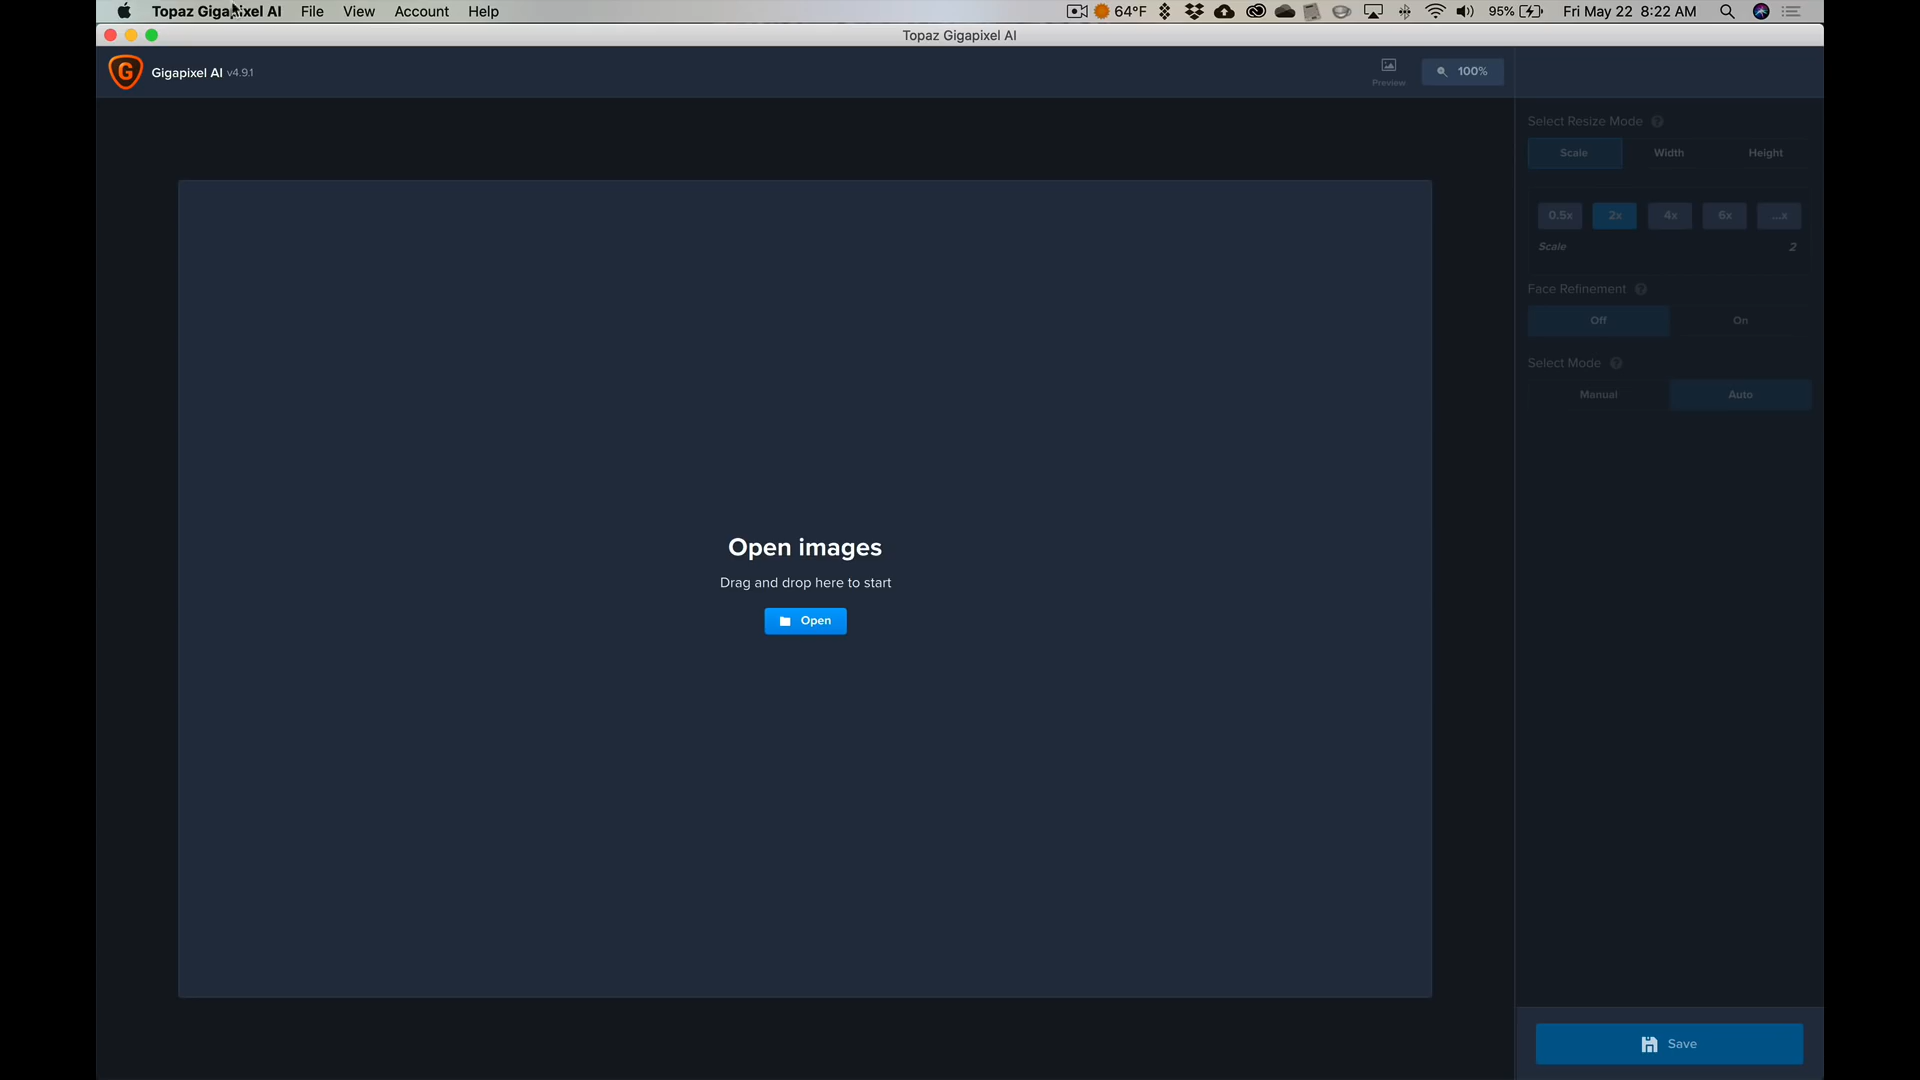 Topaz Gigapixel AI File View Account Help 64°F 95% Fri May 22 8:22 AM
Topaz Gigapixel AI
G Gigapixel AI v4.9.1
Preview
100%
Select Resize Mode ?
Scale Width Height
0.5x 2x 4x 6x ...x
Scale 2
Face Refinement ?
Off On
Select Mode ?
Manual Auto
Open images
Drag and drop here to start
Open
Save